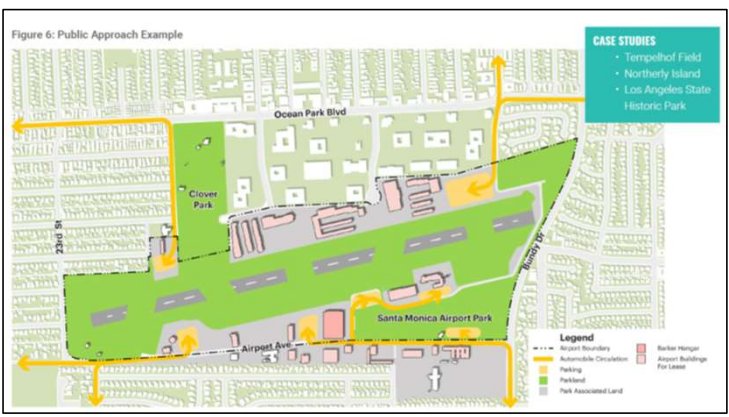 Figure 6: Public Approach Example
CASE STUDIES
• Tempelhof Field
• Northerly Island
• Los Angeles State
Historic Park
Ocean Park Blvd
Clover
Park
23rd St
Bundy Dr
Santa Monica Airport Park
Airport Ave
Legend
Airport Boundary
Automobile Circulation
Parking
Parkland
Park Associated Land
Barker Hangar
Airport Buildings
For Lease